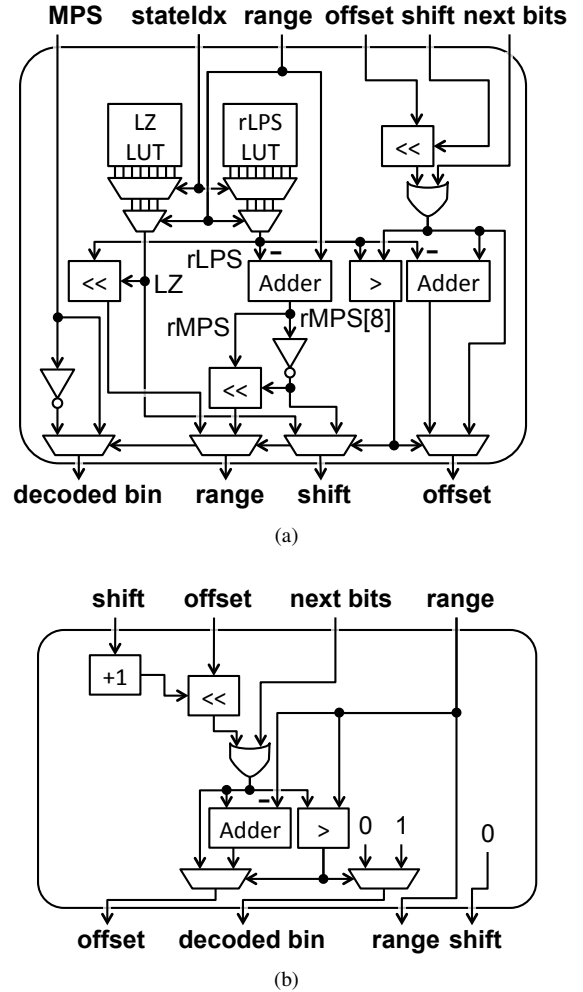 MPS stateIdx range offset shift next bits
LZ LUT
rLPS LUT
<<
rLPS
−
−
<<
LZ
Adder
>
Adder
rMPS
rMPS[8]
<<
decoded bin range shift offset
(a)
shift offset next bits range
+1
<<
−
Adder
>
0
1
0
offset decoded bin range shift
(b)